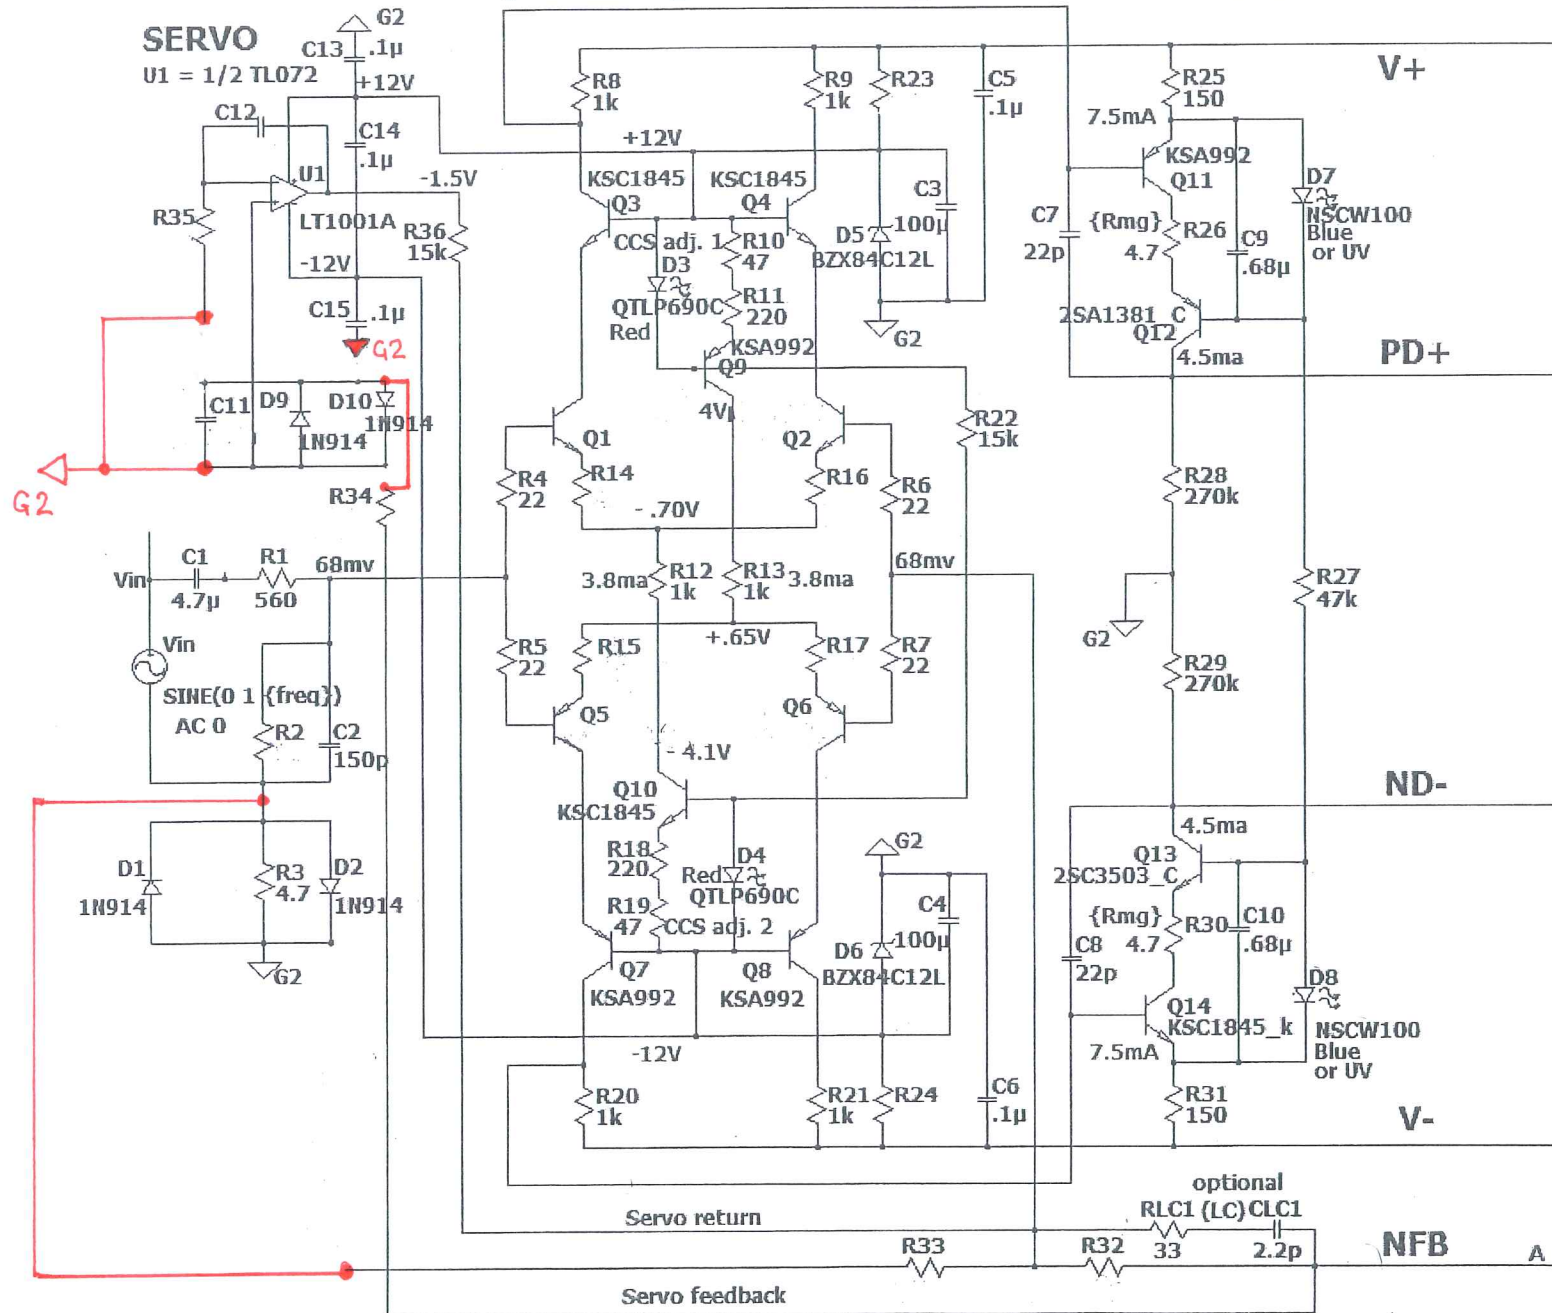 SERVO
U1 = 1/2 TL072
G2
C13
.1µ
+12V
C12
C14
.1µ
U1
-1.5V
LT1001A
R35
R36
15k
-12V
C15
.1µ
G2
C11
D9
1N914
D10
1N914
G2
R34
Vin
C1
4.7µ
R1
560
68mv
Vin
SINE(0 1 {freq})
AC 0
R2
C2
150p
D1
1N914
R3
4.7
D2
1N914
G2
R8
1k
R9
1k
R23
C5
.1µ
+12V
KSC1845
Q3
KSC1845
Q4
C3
100µ
CCS adj. 1
D3
QTLP690C
Red
R10
47
R11
220
D5
BZX84C12L
G2
KSA992
Q9
4V
Q1
Q2
R22
15k
R4
22
R14
R16
R6
22
- .70V
3.8ma
R12
1k
R13
1k
3.8ma
68mv
R5
22
R15
+.65V
R17
R7
22
Q5
Q6
- 4.1V
Q10
KSC1845
R18
220
Red
D4
QTLP690C
G2
R19
47
CCS adj. 2
C4
100µ
D6
BZX84C12L
Q7
KSA992
Q8
KSA992
-12V
R20
1k
R21
1k
R24
C6
.1µ
V+
R25
150
7.5mA
KSA992
Q11
D7
NSCW100
Blue
or UV
C7
22p
{Rmg}
4.7
R26
C9
.68µ
2SA1381_C
Q12
4.5ma
PD+
R28
270k
G2
R27
47k
R29
270k
ND-
4.5ma
Q13
2SC3503_C
{Rmg}
4.7
R30
C10
.68µ
C8
22p
Q14
KSC1845_k
7.5mA
D8
NSCW100
Blue
or UV
R31
150
V-
optional
RLC1 (LC) CLC1
33
2.2p
Servo return
R33
R32
NFB
A
Servo feedback